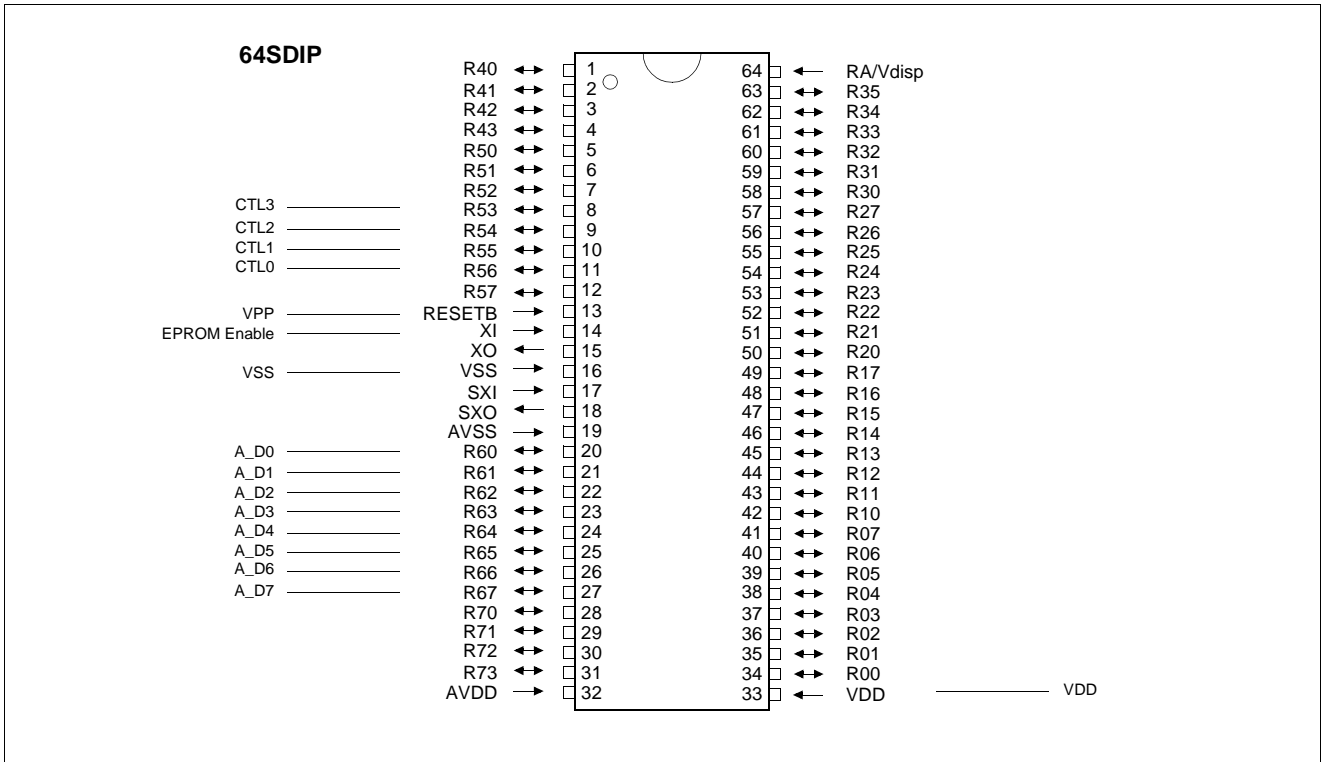 64SDIP
R40 1 64 RA/Vdisp
R41 2 63 R35
R42 3 62 R34
R43 4 61 R33
R50 5 60 R32
R51 6 59 R31
R52 7 58 R30
CTL3 R53 8 57 R27
CTL2 R54 9 56 R26
CTL1 R55 10 55 R25
CTL0 R56 11 54 R24
R57 12 53 R23
VPP RESETB 13 52 R22
EPROM Enable XI 14 51 R21
XO 15 50 R20
VSS VSS 16 49 R17
SXI 17 48 R16
SXO 18 47 R15
AVSS 19 46 R14
A_D0 R60 20 45 R13
A_D1 R61 21 44 R12
A_D2 R62 22 43 R11
A_D3 R63 23 42 R10
A_D4 R64 24 41 R07
A_D5 R65 25 40 R06
A_D6 R66 26 39 R05
A_D7 R67 27 38 R04
R70 28 37 R03
R71 29 36 R02
R72 30 35 R01
R73 31 34 R00
AVDD 32 33 VDD VDD